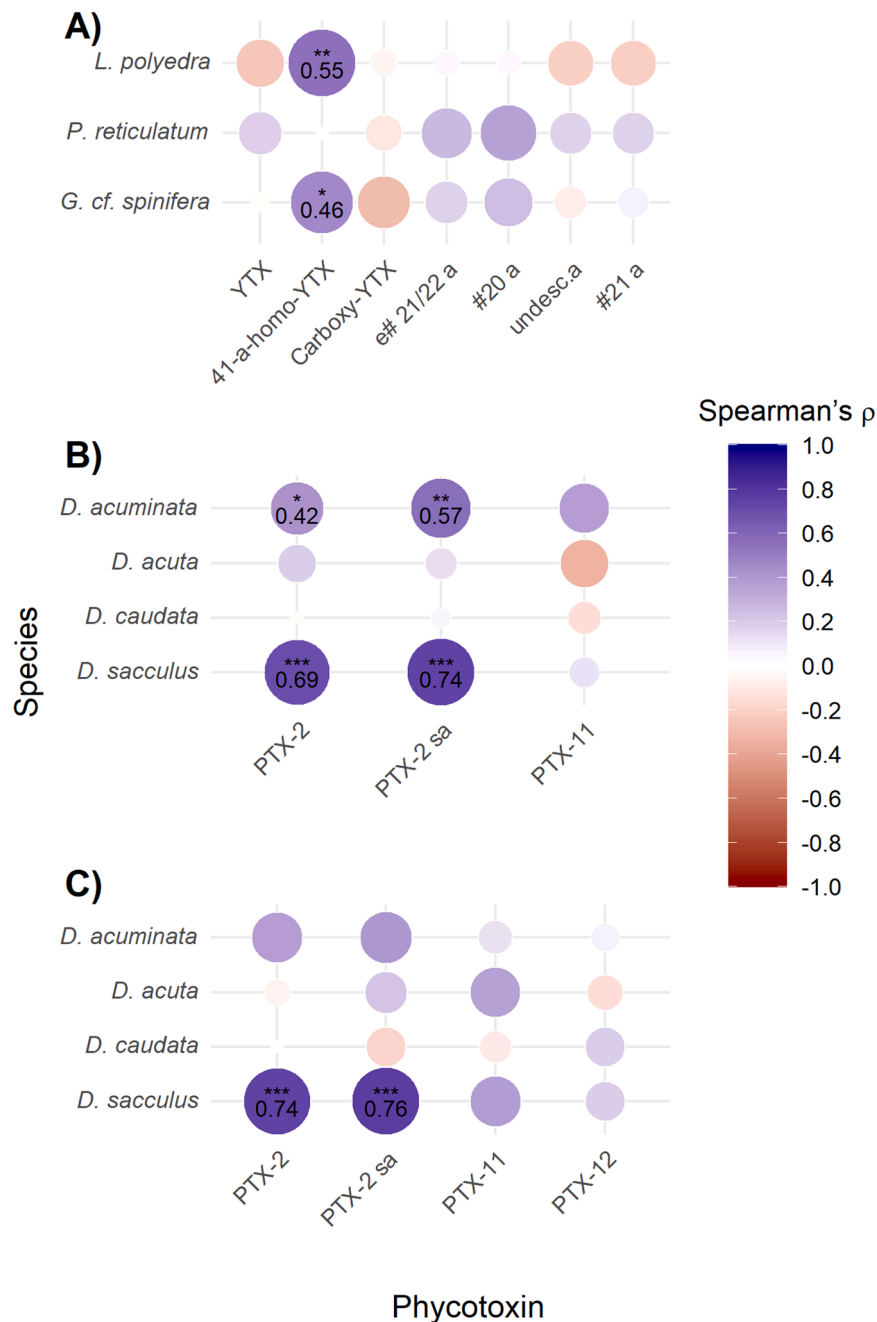 A)
L. polyedra
**
0.55
P. reticulatum
G. cf. spinifera
*
0.46
YTX
41-a-homo-YTX
Carboxy-YTX
e# 21/22 a
#20 a
undesc.a
#21 a
Spearman’s ρ
1.0
0.8
0.6
0.4
0.2
0.0
-0.2
-0.4
-0.6
-0.8
-1.0
Species
B)
D. acuminata
*
0.42
**
0.57
D. acuta
D. caudata
D. sacculus
***
0.69
***
0.74
PTX-2
PTX-2 sa
PTX-11
C)
D. acuminata
D. acuta
D. caudata
D. sacculus
***
0.74
***
0.76
PTX-2
PTX-2 sa
PTX-11
PTX-12
Phycotoxin